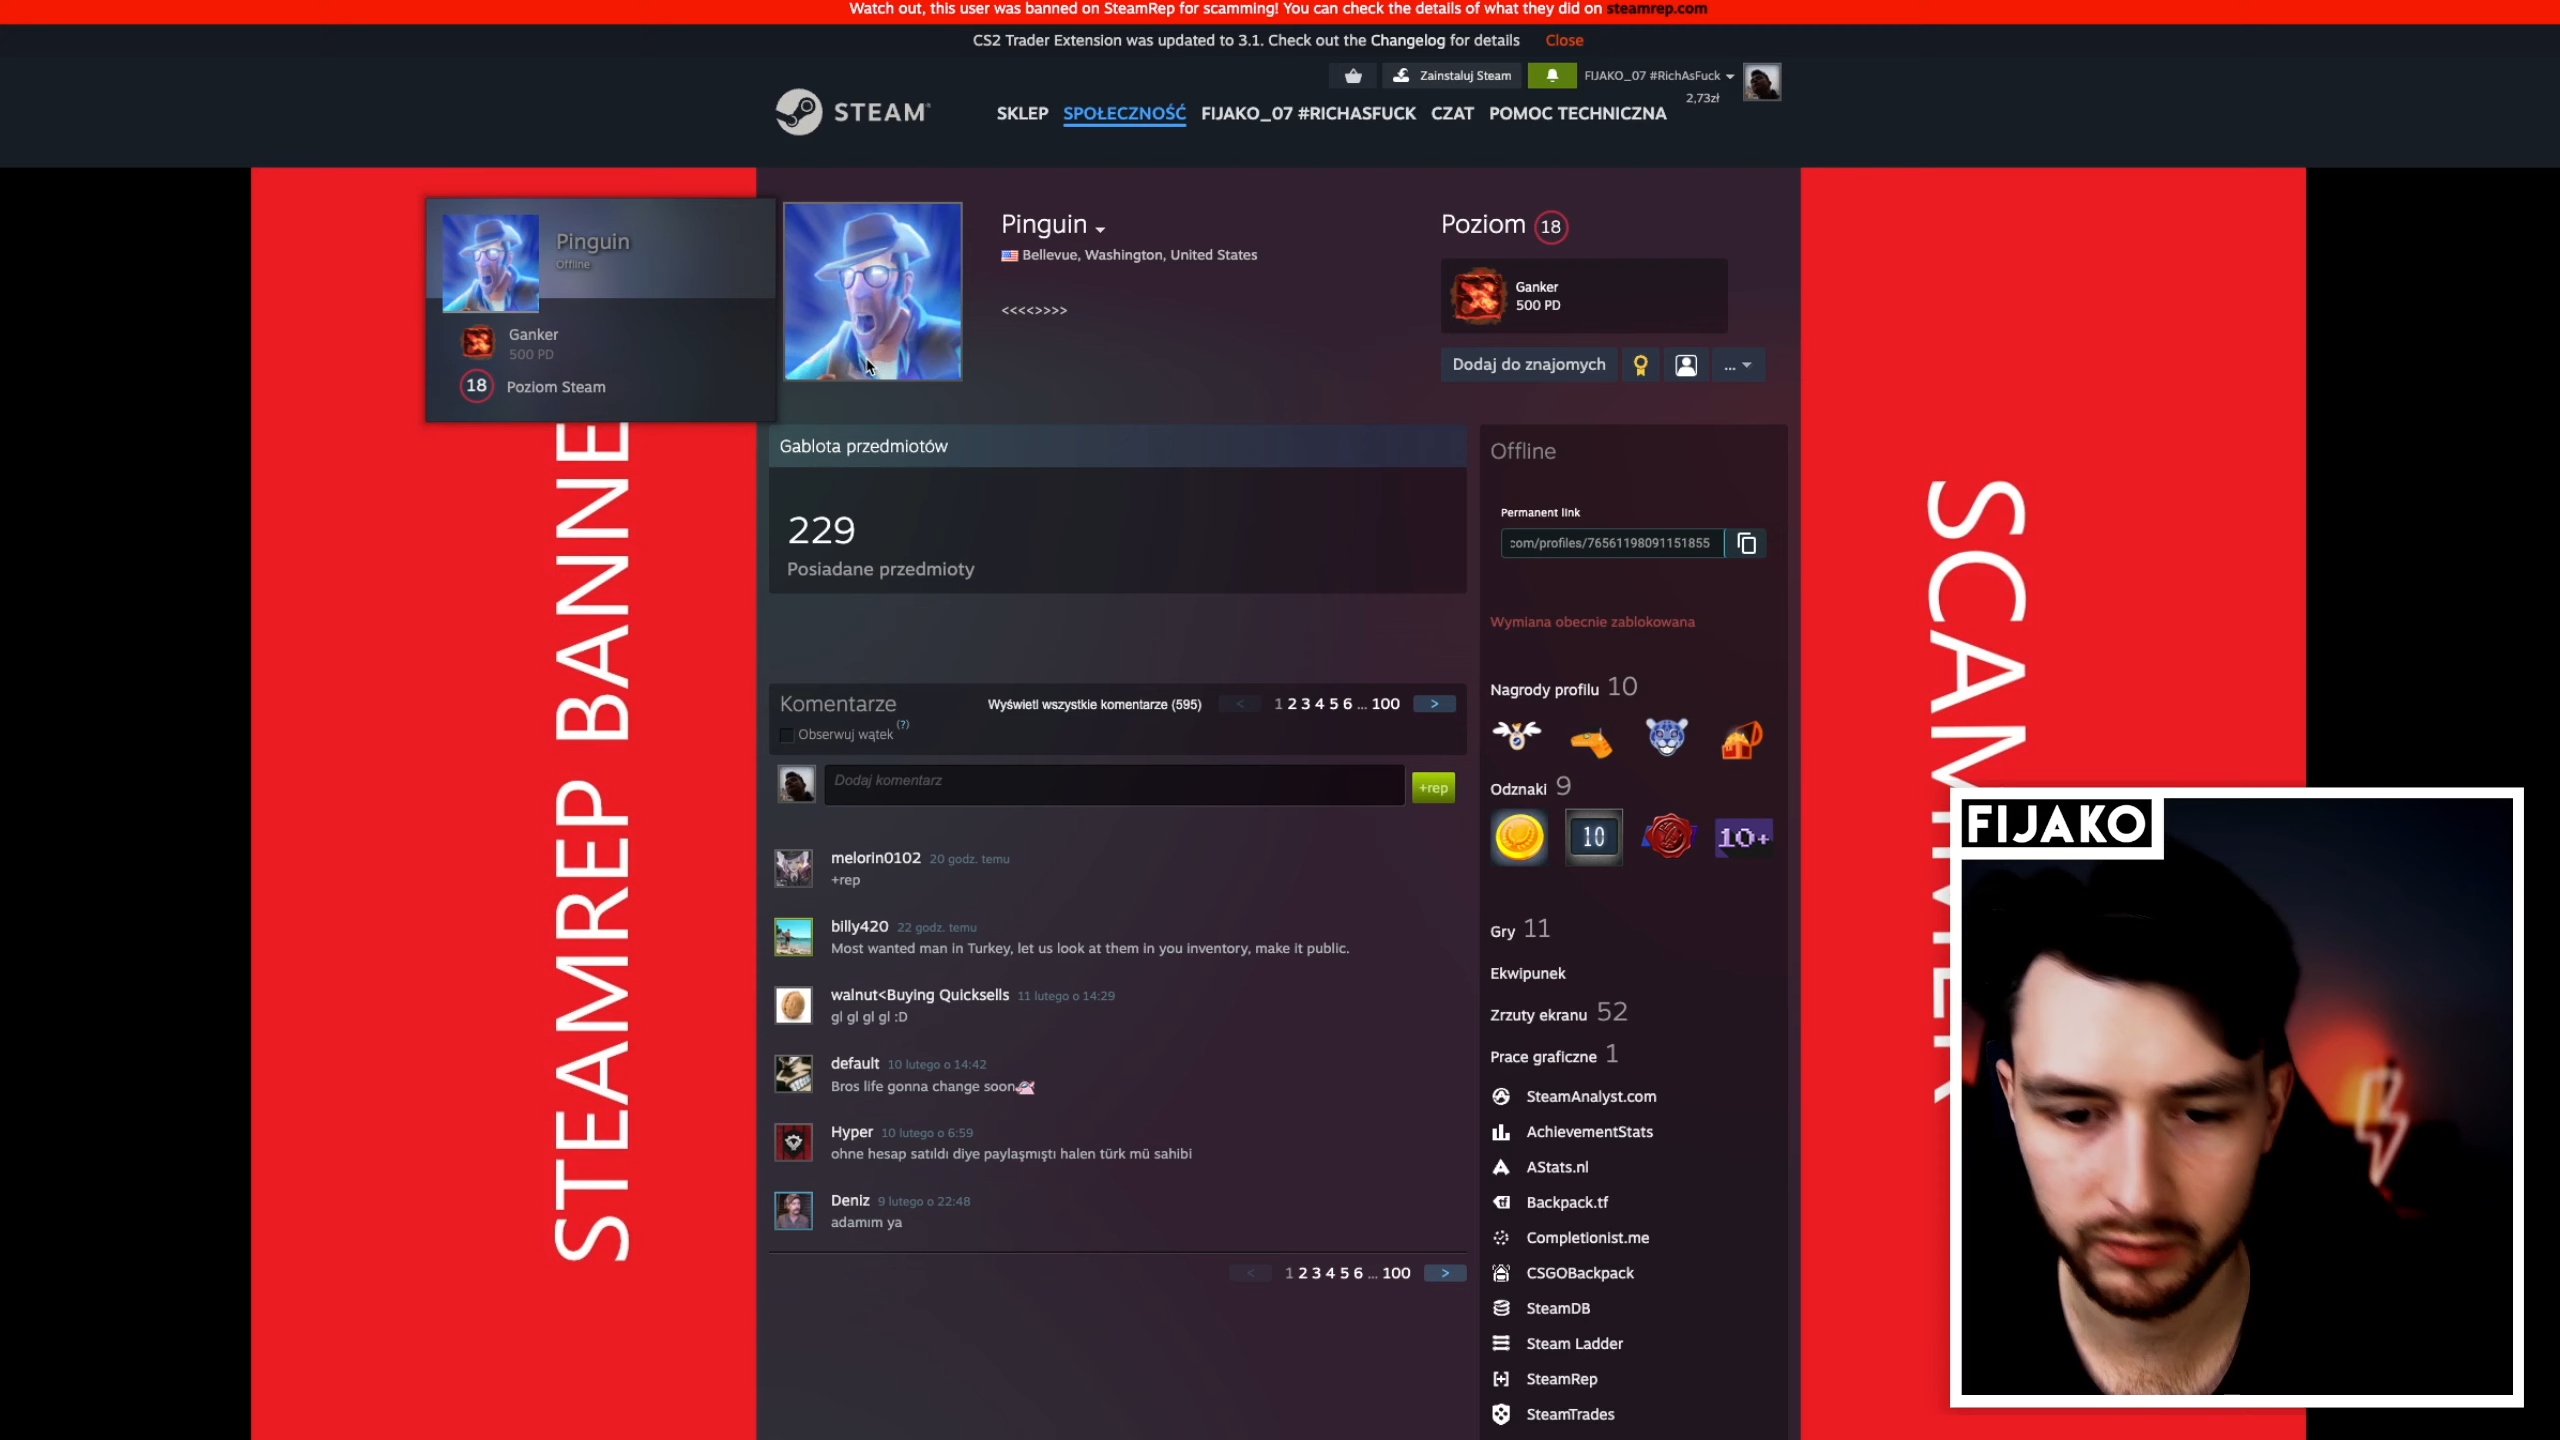 Watch out, this user was banned on SteamRep for scamming! You can check the details of what they did on steamrep.com
CS2 Trader Extension was updated to 3.1. Check out the Changelog for details Close
Zainstaluj Steam
FIJAKO_07 #RichAsFuck
2,73zł
STEAM
SKLEP SPOŁECZNOŚĆ FIJAKO_07 #RICHASFUCK CZAT POMOC TECHNICZNA
Pinguin
Offline
Ganker
500 PD
18 Poziom Steam
Pinguin
Bellevue, Washington, United States
<<<<>>>>
Poziom 18
Ganker
500 PD
Dodaj do znajomych
...
STEAMREP BANNE
Gablota przedmiotów
229
Posiadane przedmioty
Komentarze
Wyświetl wszystkie komentarze (595)
< 1 2 3 4 5 6 ... 100 >
Obserwuj wątek (?)
Dodaj komentarz
+rep
melorin0102 20 godz. temu
+rep
billy420 22 godz. temu
Most wanted man in Turkey, let us look at them in you inventory, make it public.
walnut<Buying Quicksells 11 lutego o 14:29
gl gl gl gl :D
default 10 lutego o 14:42
Bros life gonna change soon
Hyper 10 lutego o 6:59
ohne hesap satıldı diye paylaşmıştı halen türk mü sahibi
Deniz 9 lutego o 22:48
adamım ya
< 1 2 3 4 5 6 ... 100 >
Offline
Permanent link
:om/profiles/76561198091151855
Wymiana obecnie zablokowana
Nagrody profilu 10
Odznaki 9
10
10+
Gry 11
Ekwipunek
Zrzuty ekranu 52
Prace graficzne 1
SteamAnalyst.com
AchievementStats
AStats.nl
Backpack.tf
Completionist.me
CSGOBackpack
SteamDB
Steam Ladder
SteamRep
SteamTrades
SCAMMER
FIJAKO